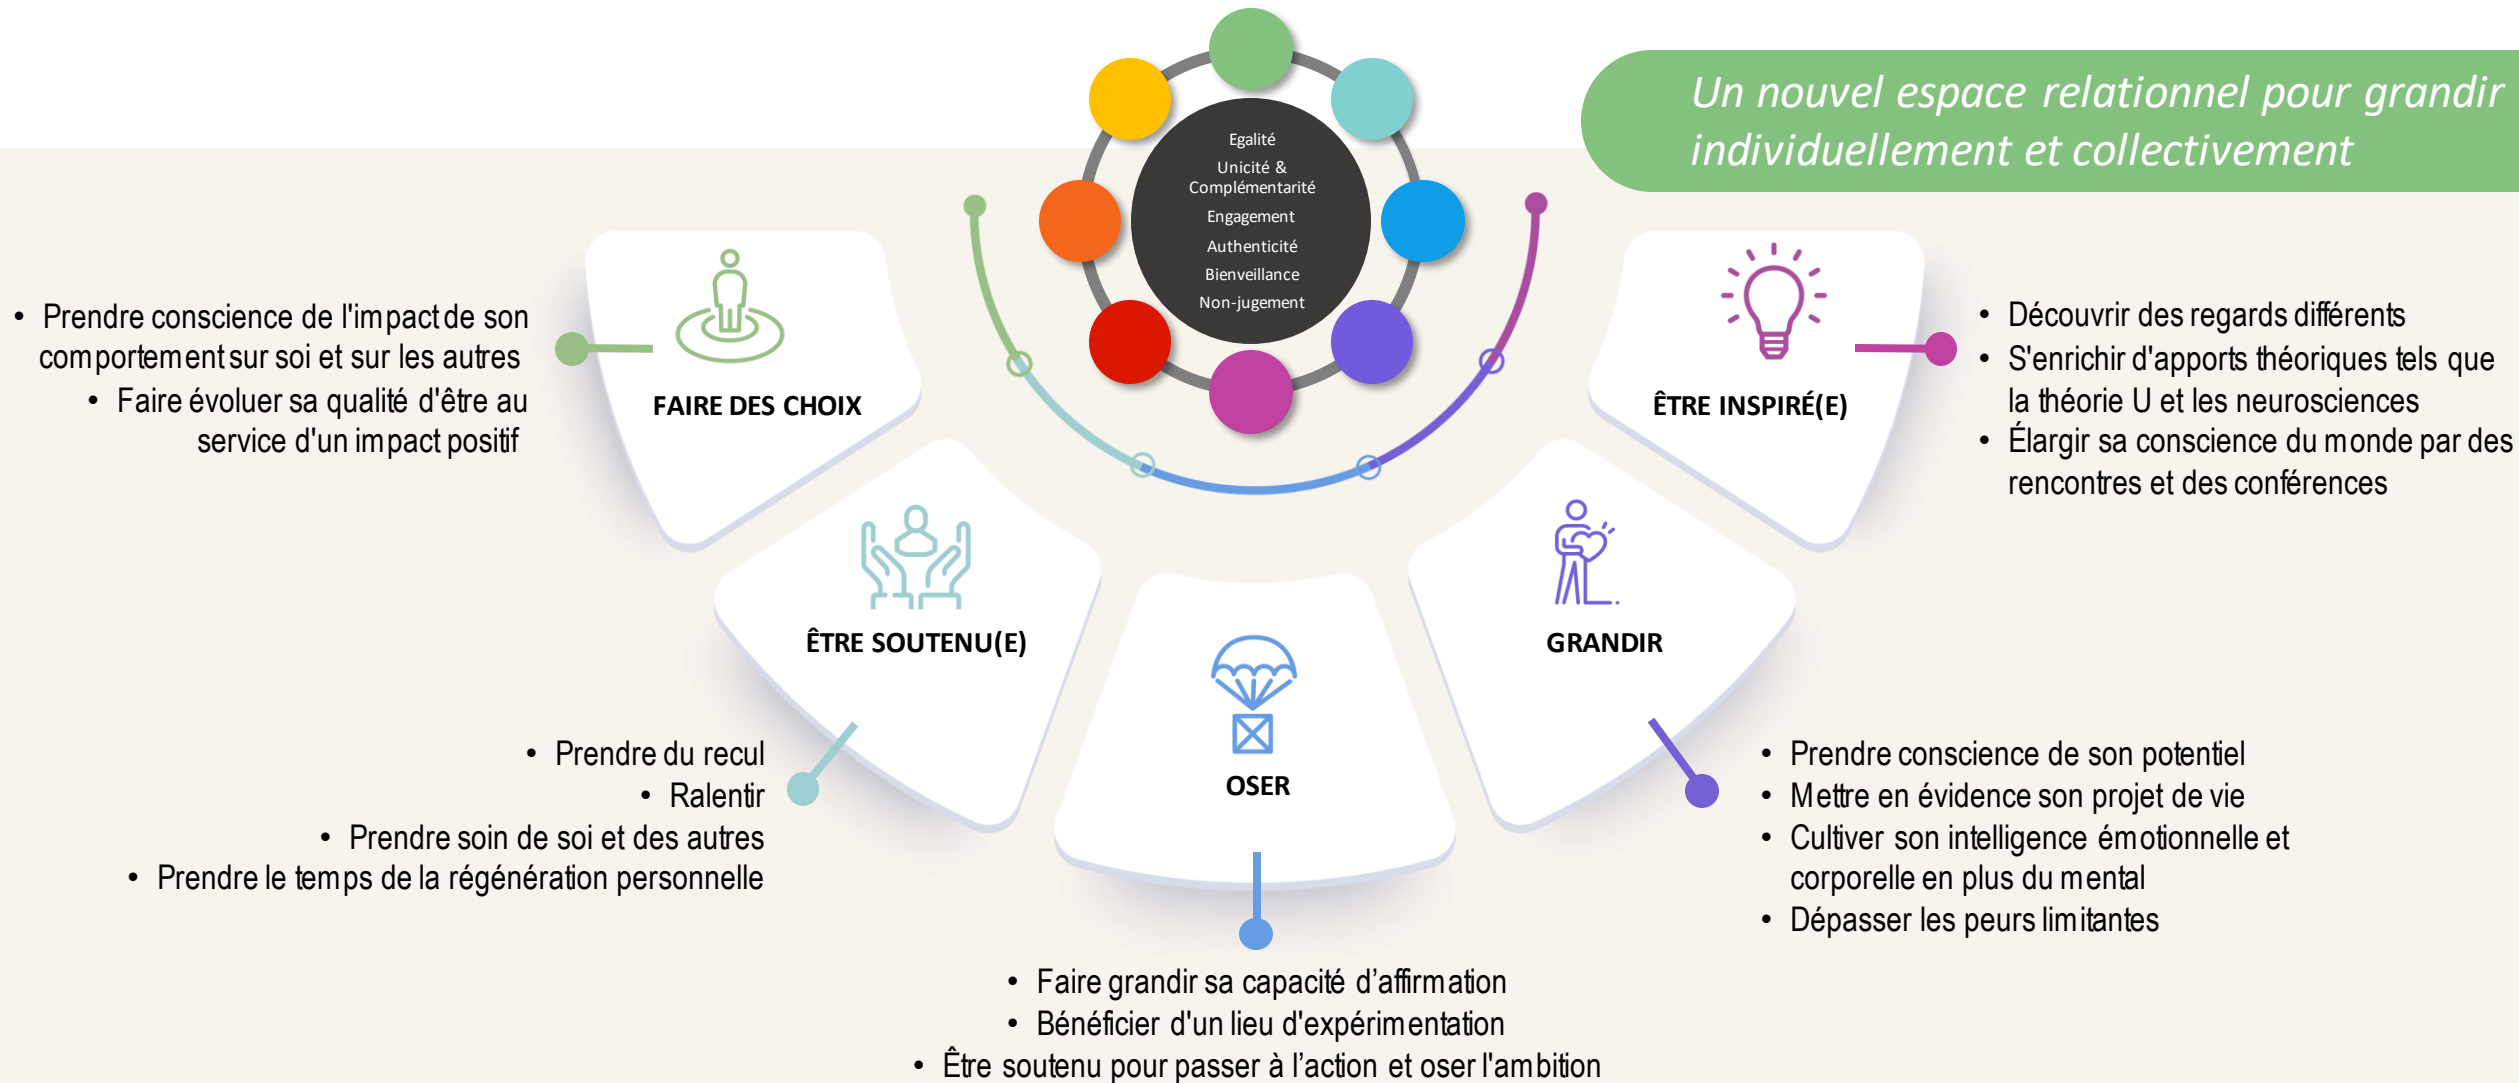 Un nouvel espace relationnel pour grandir
individuellement et collectivement
Egalité
Unicité &
Complémentarité
Engagement
Authenticité
Bienveillance
Non-jugement
• Prendre conscience de l'impact de son
comportement sur soi et sur les autres
• Faire évoluer sa qualité d'être au
service d'un impact positif
FAIRE DES CHOIX
ÊTRE SOUTENU(E)
• Prendre du recul
• Ralentir
• Prendre soin de soi et des autres
• Prendre le temps de la régénération personnelle
OSER
• Faire grandir sa capacité d’affirmation
• Bénéficier d'un lieu d'expérimentation
• Être soutenu pour passer à l’action et oser l'ambition
GRANDIR
• Prendre conscience de son potentiel
• Mettre en évidence son projet de vie
• Cultiver son intelligence émotionnelle et
corporelle en plus du mental
• Dépasser les peurs limitantes
ÊTRE INSPIRÉ(E)
• Découvrir des regards différents
• S'enrichir d'apports théoriques tels que
la théorie U et les neurosciences
• Élargir sa conscience du monde par des
rencontres et des conférences